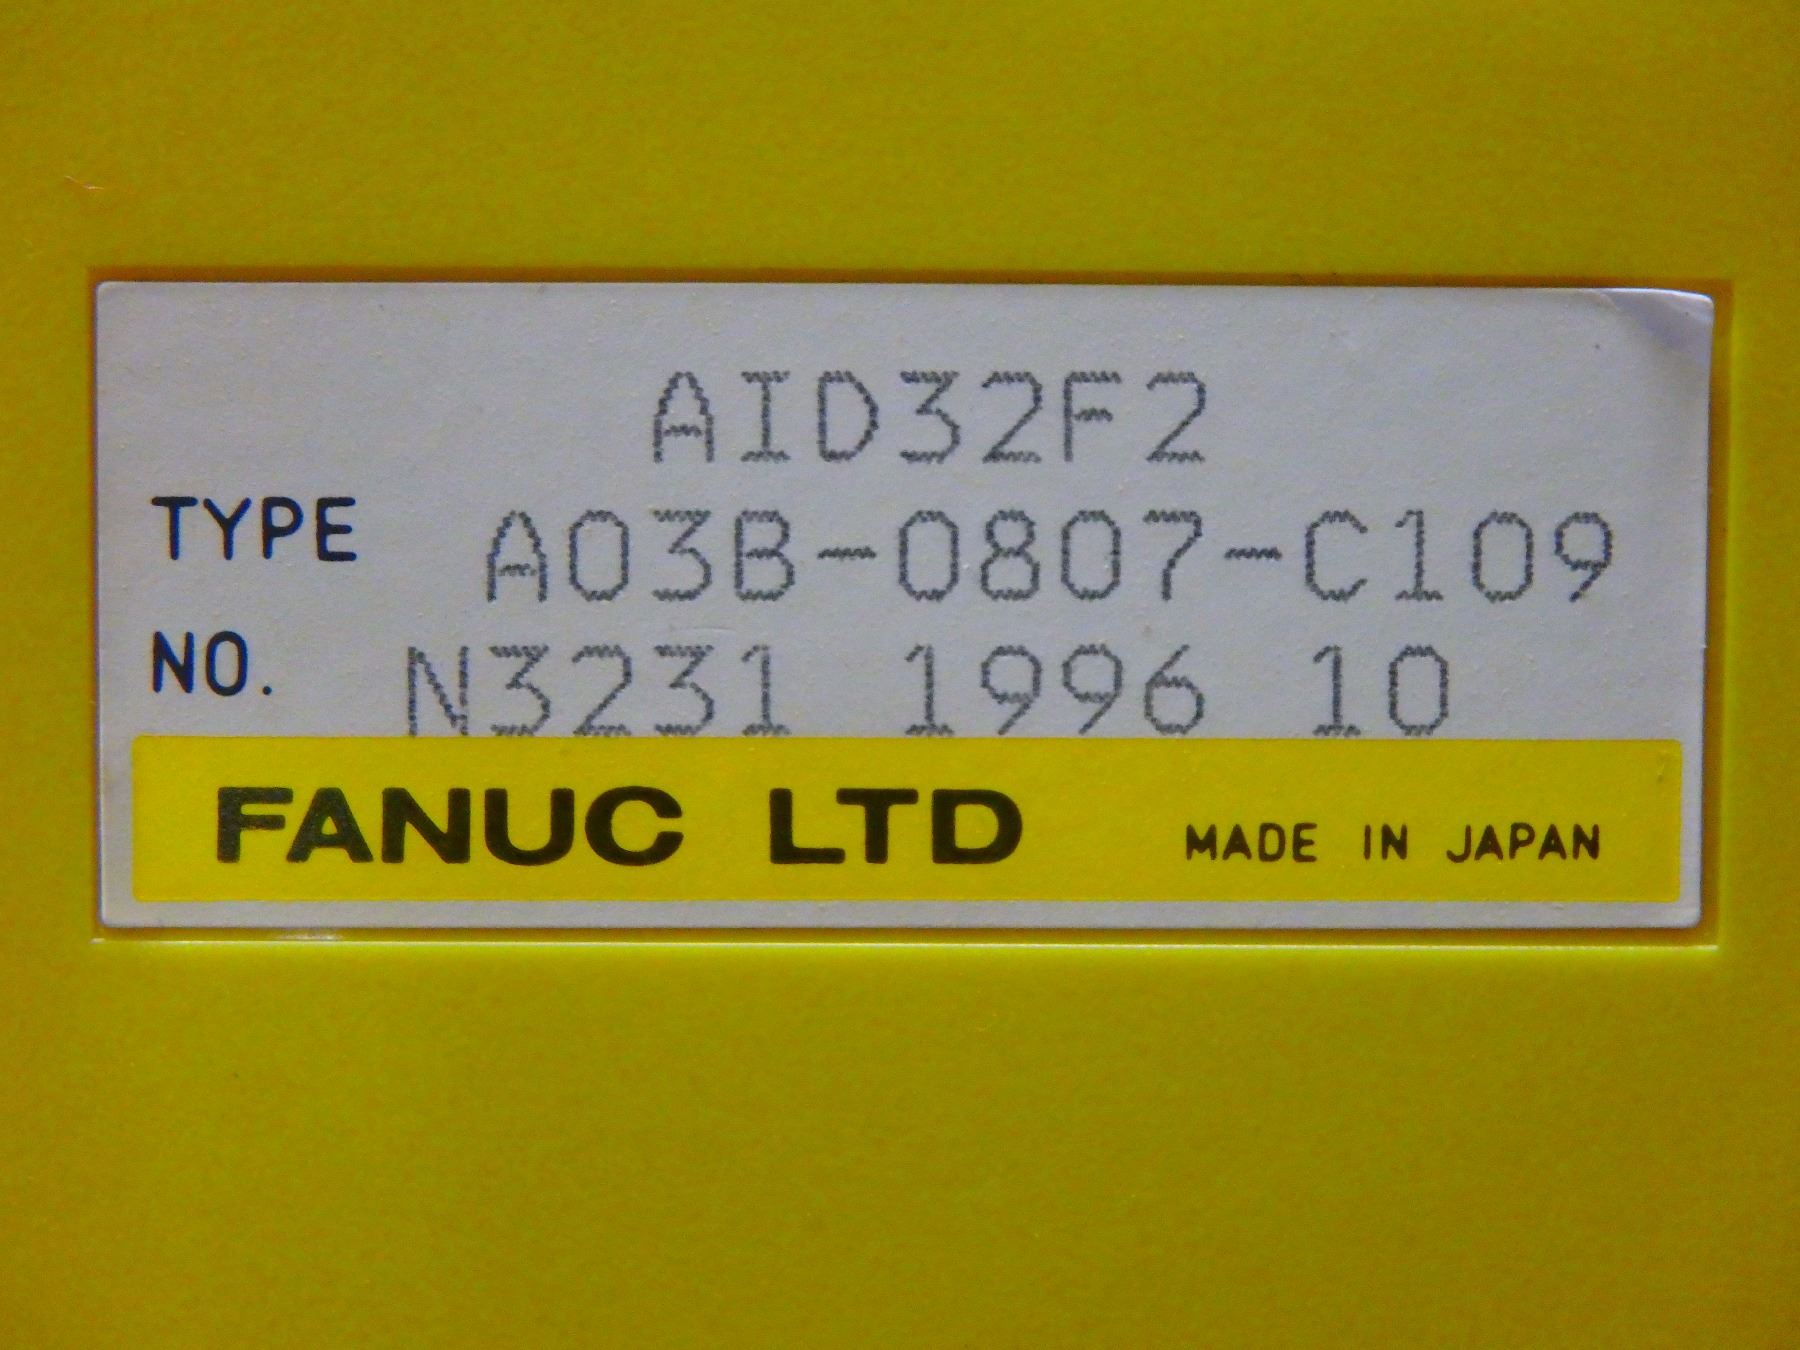 AID32F2
TYPE A03B-0807-C109
NO. N3231 1996 10
FANUC LTD MADE IN JAPAN